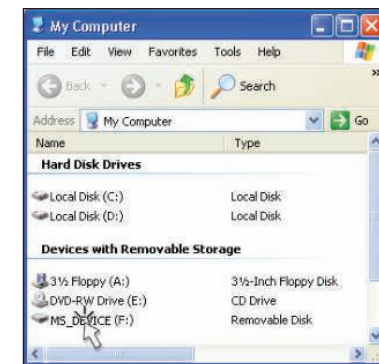 My Computer
File Edit View Favorites Tools Help
Back Search
Address My Computer Go
Name Type
Hard Disk Drives
Local Disk (C:) Local Disk
Local Disk (D:) Local Disk
Devices with Removable Storage
3½ Floppy (A:) 3½-Inch Floppy Disk
DVD-RW Drive (E:) CD Drive
MS_DEVICE (F:) Removable Disk